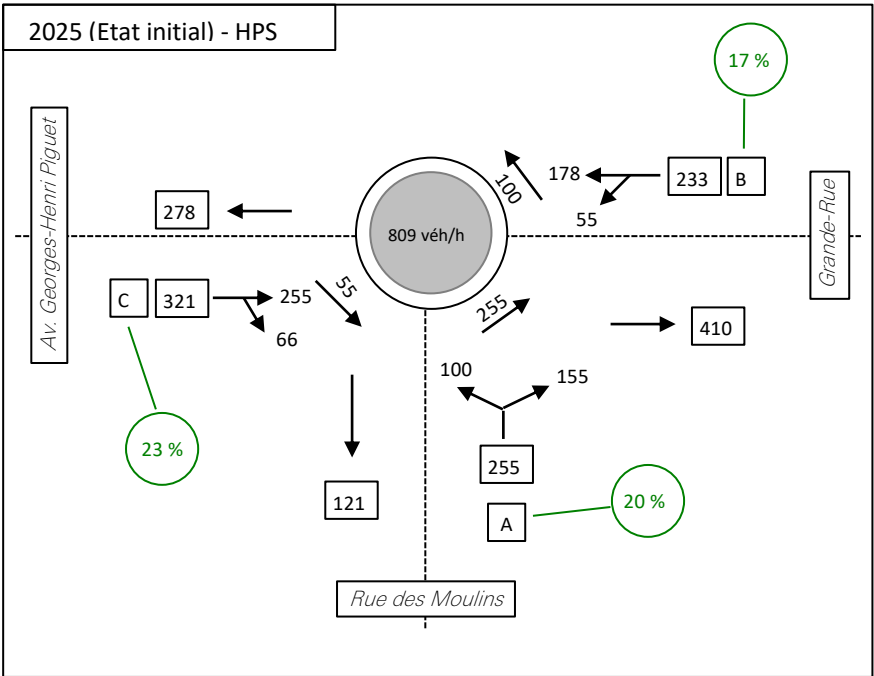 2025 (Etat initial) - HPS
17 %
Av. Georges-Henri Piguet
Grande-Rue
100
178
233
B
55
278
809 véh/h
C
321
255
55
66
255
410
100
155
23 %
255
20 %
121
A
Rue des Moulins